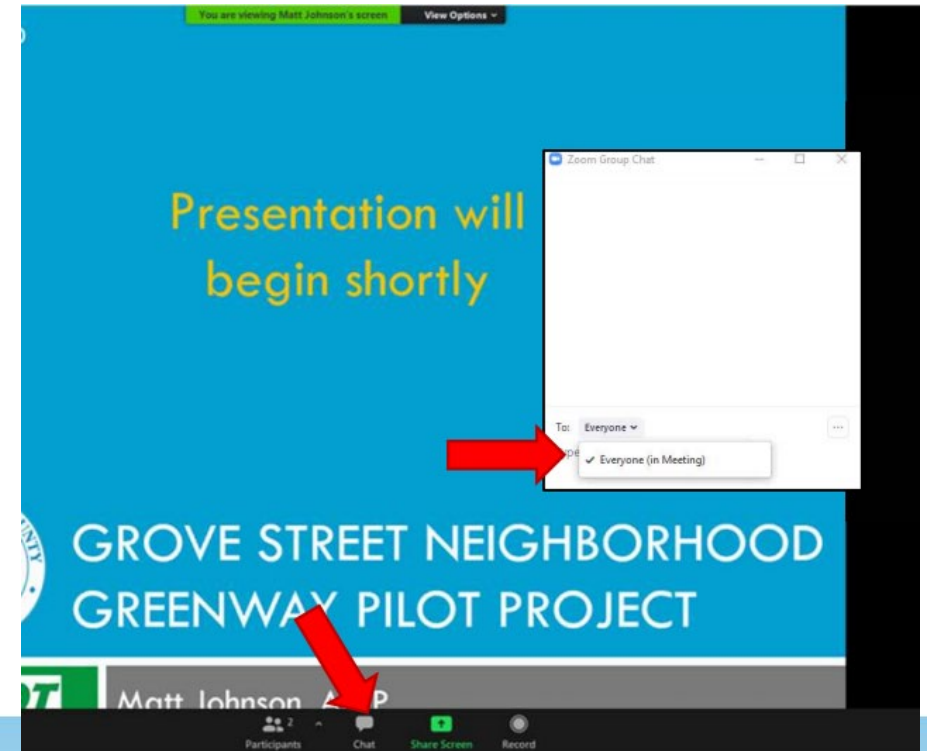 You are viewing Matt Johnson's screen View Options
Zoom Group Chat
Presentation will
begin shortly
To: Everyone
Everyone (in Meeting)
GROVE STREET NEIGHBORHOOD
GREENWAY PILOT PROJECT
Matt Johnson
2
Participants Chat Share Screen Record